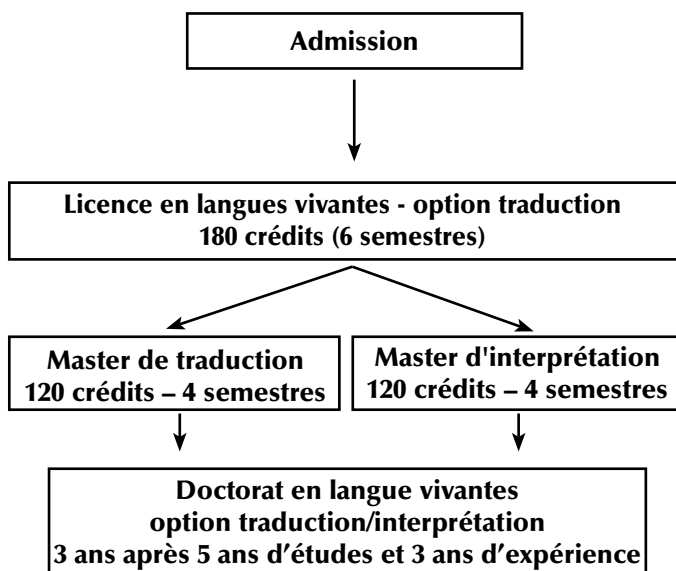 Admission
Licence en langues vivantes - option traduction
180 crédits (6 semestres)
Master de traduction
120 crédits – 4 semestres
Master d'interprétation
120 crédits – 4 semestres
Doctorat en langue vivantes
option traduction/interprétation
3 ans après 5 ans d’études et 3 ans d’expérience